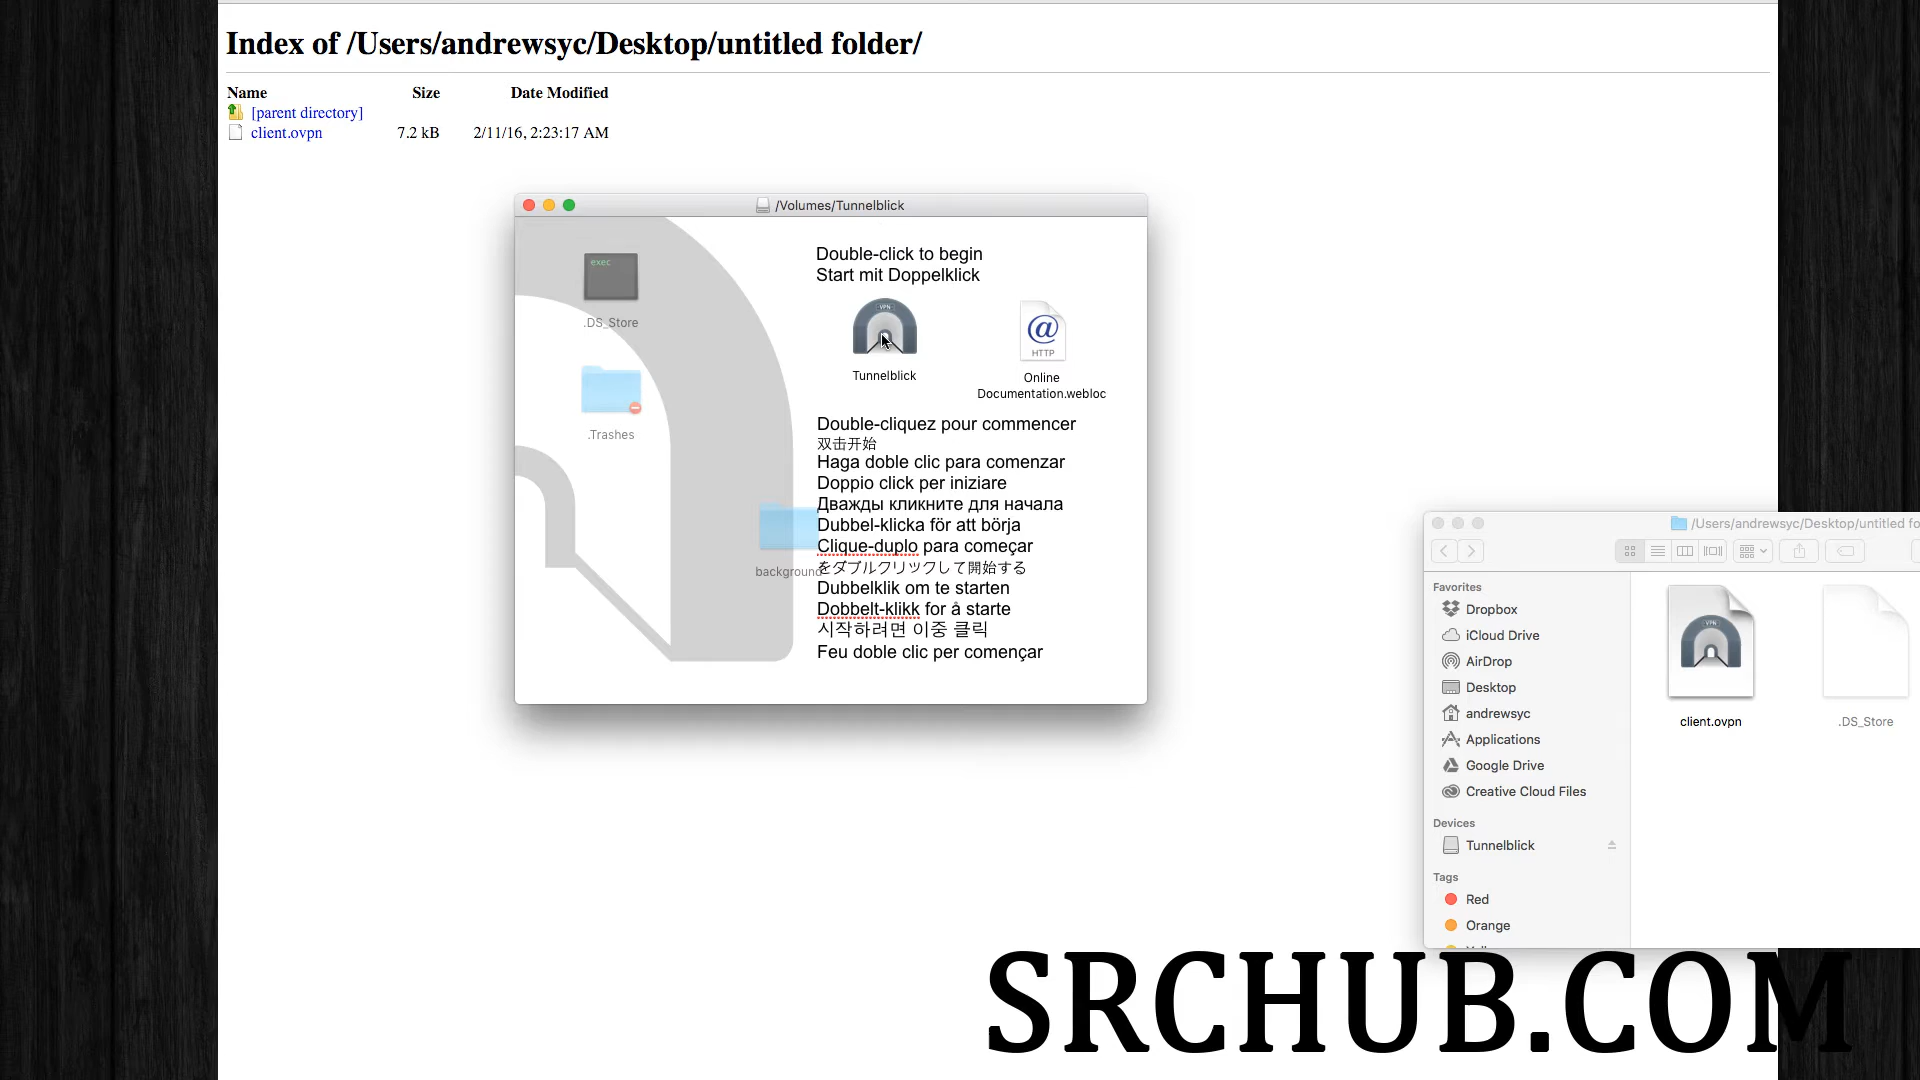 Index of /Users/andrewsyc/Desktop/untitled folder/
Name Size Date Modified
[parent directory]
client.ovpn 7.2 kB 2/11/16, 2:23:17 AM
/Volumes/Tunnelblick
exec
.DS_Store
.Trashes
background
Double-click to begin
Start mit Doppelklick
VPN
Tunnelblick
@
HTTP
Online
Documentation.webloc
Double-cliquez pour commencer
双击开始
Haga doble clic para comenzar
Doppio click per iniziare
Дважды кликните для начала
Dubbel-klicka för att börja
Clique-duplo para começar
をダブルクリックして開始する
Dubbelklik om te starten
Dobbelt-klikk for å starte
시작하려면 이중 클릭
Feu doble clic per començar
/Users/andrewsyc/Desktop/untitled fo
Favorites
Dropbox
iCloud Drive
AirDrop
Desktop
andrewsyc
Applications
Google Drive
Creative Cloud Files
Devices
Tunnelblick
Tags
Red
Orange
VPN
client.ovpn
.DS_Store
SRCHUB.COM